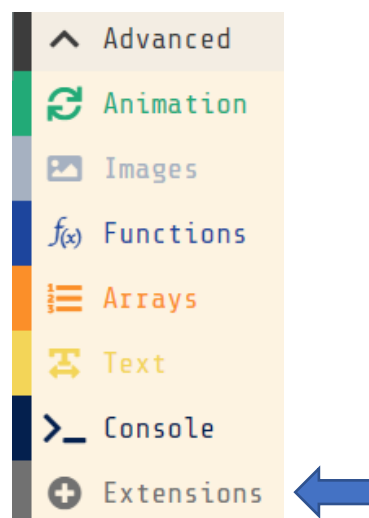 Advanced
Animation
Images
f(x) Functions
Arrays
Text
Console
Extensions